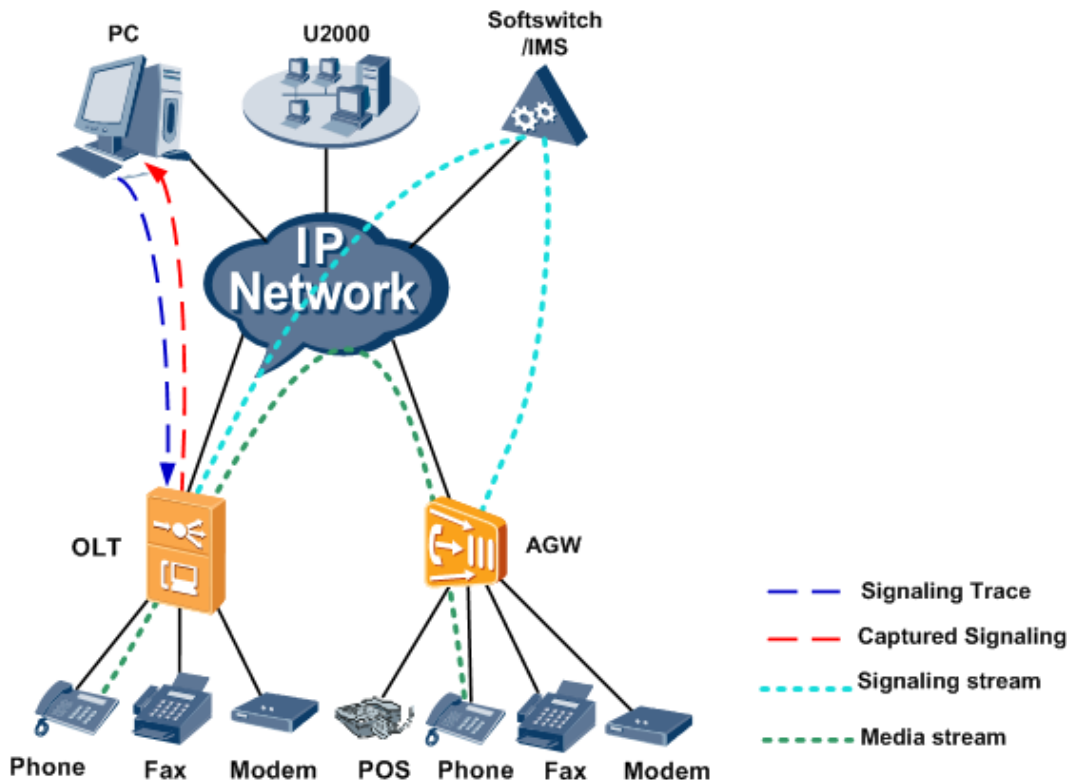 PC
U2000
Softswitch
/IMS
IP
Network
OLT
AGW
Signaling Trace
Captured Signaling
Signaling stream
Media stream
Phone
Fax
Modem
POS
Phone
Fax
Modem